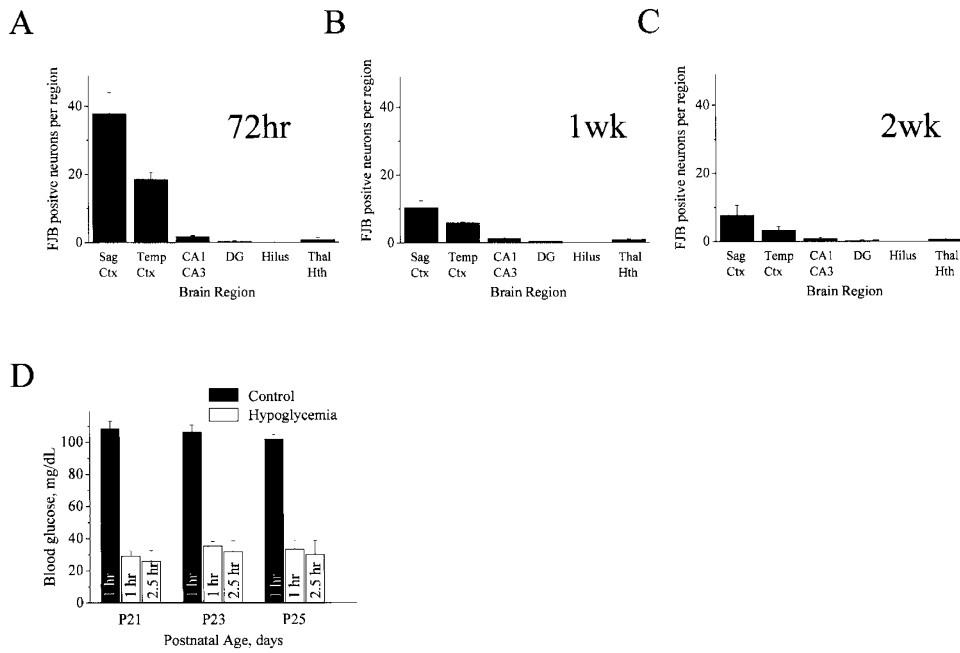 A
FJB positve neurons per region
40
20
0
72hr
Sag Ctx
Temp Ctx
CA1 CA3
DG
Hilus
Thal Hth
Brain Region
B
FJB positve neurons per region
40
20
0
1wk
Sag Ctx
Temp Ctx
CA1 CA3
DG
Hilus
Thal Hth
Brain Region
C
FJB positive neurons per region
40
20
0
2wk
Sag Ctx
Temp Ctx
CA1 CA3
DG
Hilus
Thal Hth
Brain Region
D
Control
Hypoglycemia
Blood glucose, mg/dL
100
80
60
40
20
0
1 hr
1 hr
2.5 hr
1 hr
1 hr
2.5 hr
1 hr
1 hr
2.5 hr
P21
P23
P25
Postnatal Age, days